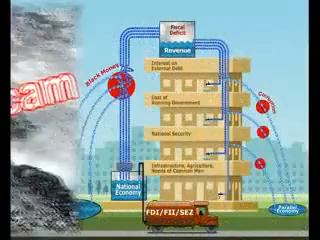 Fiscal
Deficit
Revenue
Interest on
External Debt
Black Money
cam
Cost of
Running Government
Corruption
National Security
Infrastructure, Agriculture,
Needs of Common Man
National
Economy
FDI/FII/SEZ
Parallel
Economy